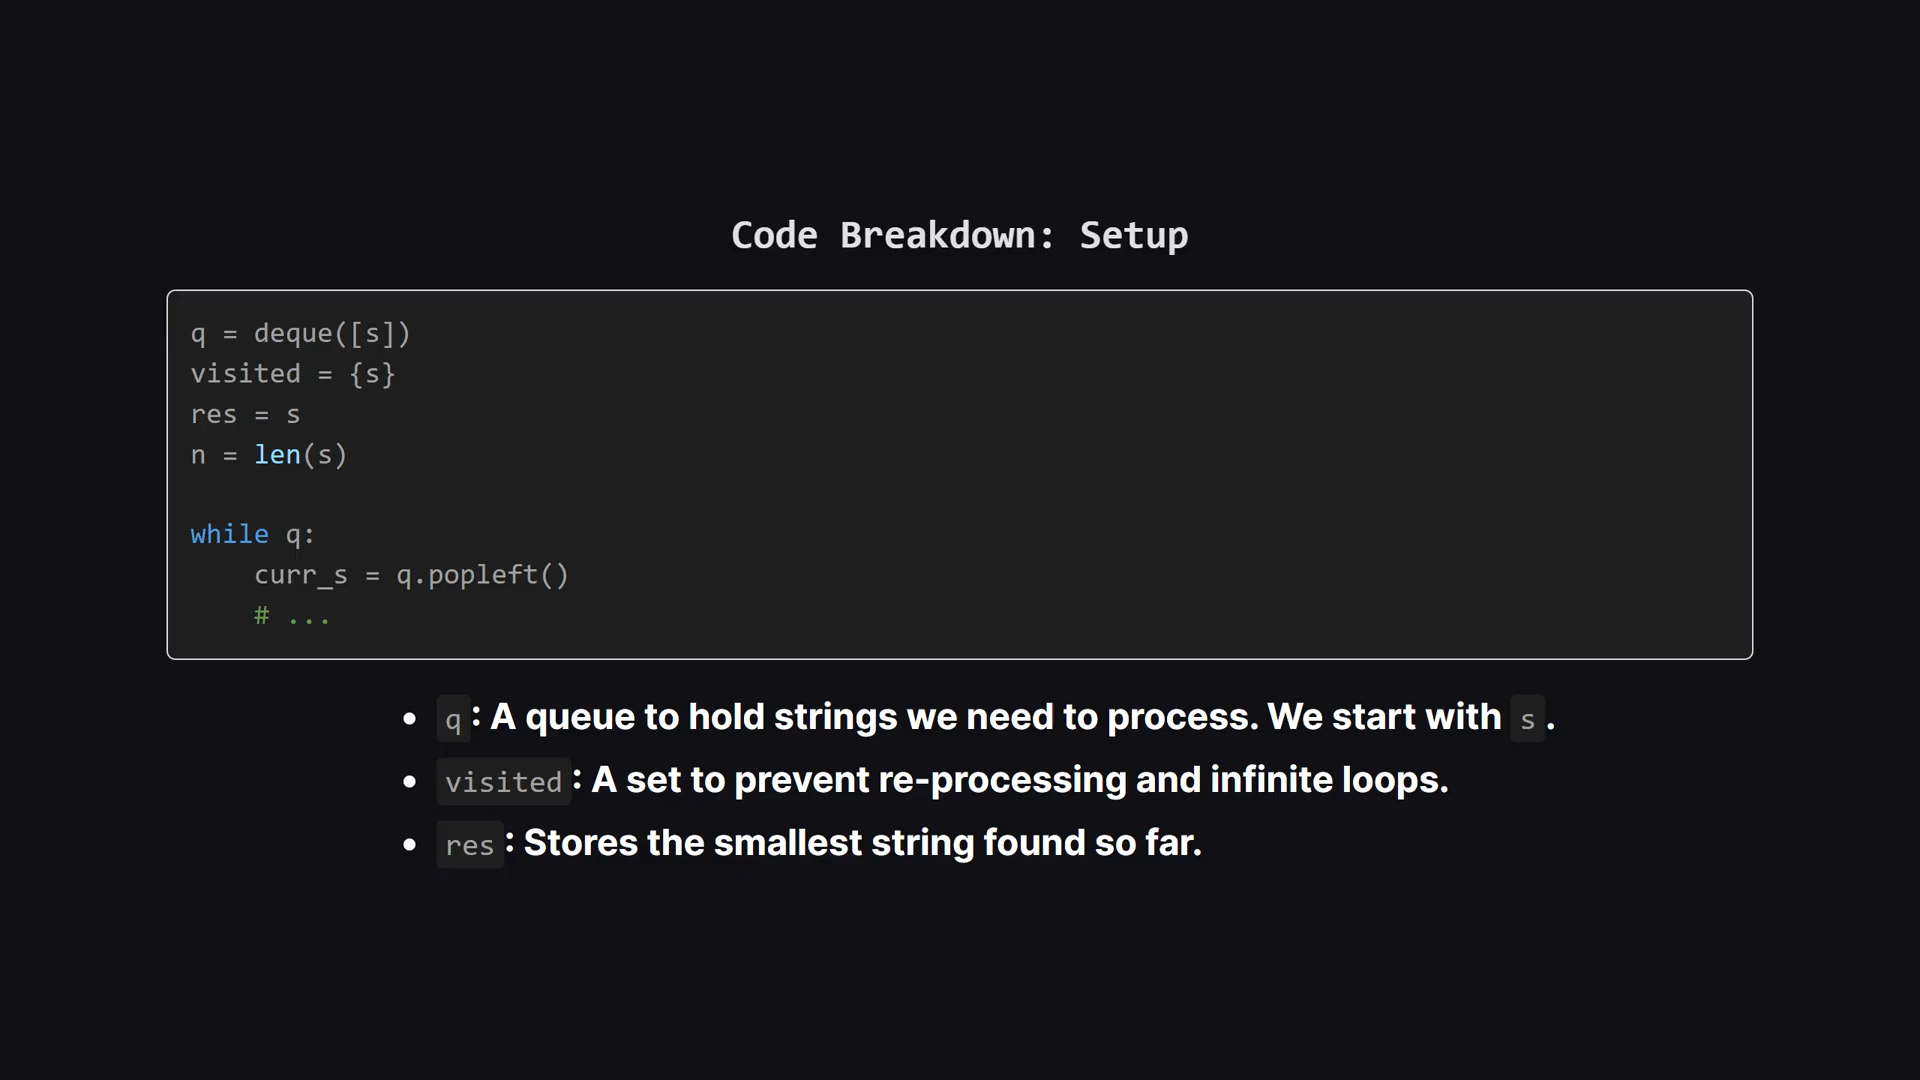 Code Breakdown: Setup
q = deque([s])
visited = {s}
res = s
n = len(s)
while q:
    curr_s = q.popleft()
    # ...
• q: A queue to hold strings we need to process. We start with s.
• visited: A set to prevent re-processing and infinite loops.
• res: Stores the smallest string found so far.